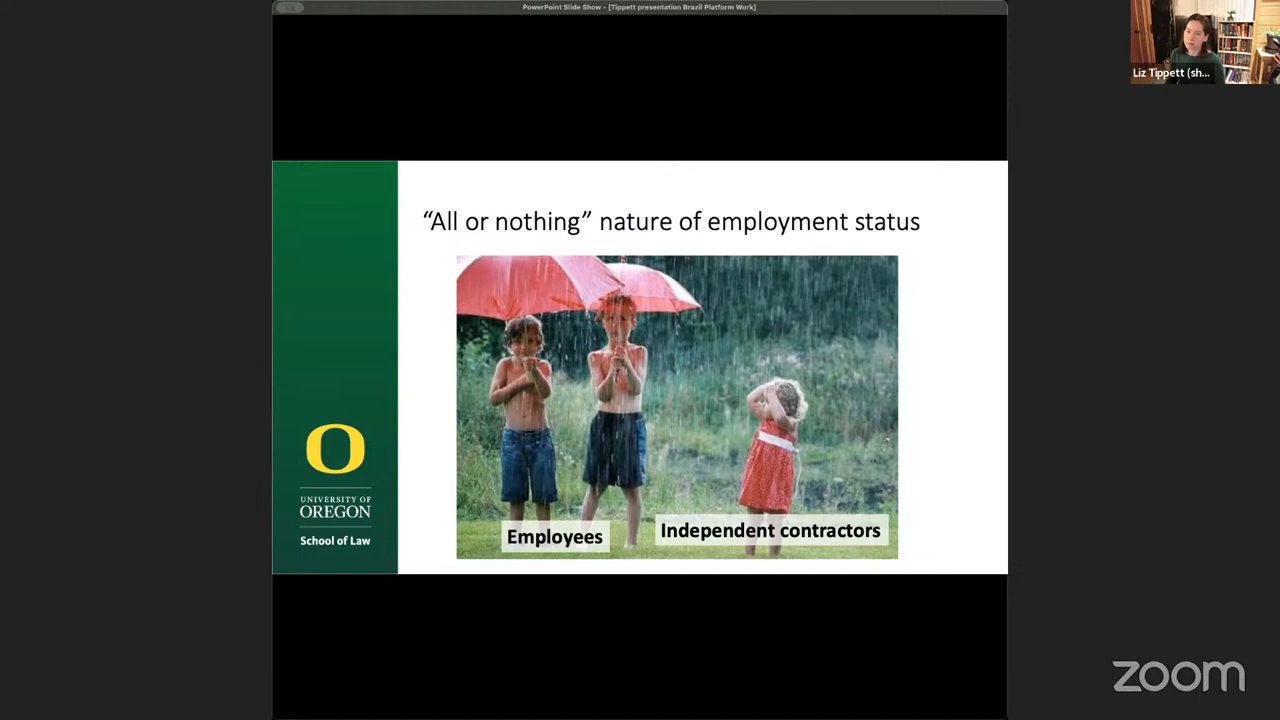 PowerPoint Slide Show - [Tippett presentation Brazil Platform Work]
Liz Tippett (sh...
“All or nothing” nature of employment status
Employees
Independent contractors
UNIVERSITY OF
OREGON
School of Law
zoom